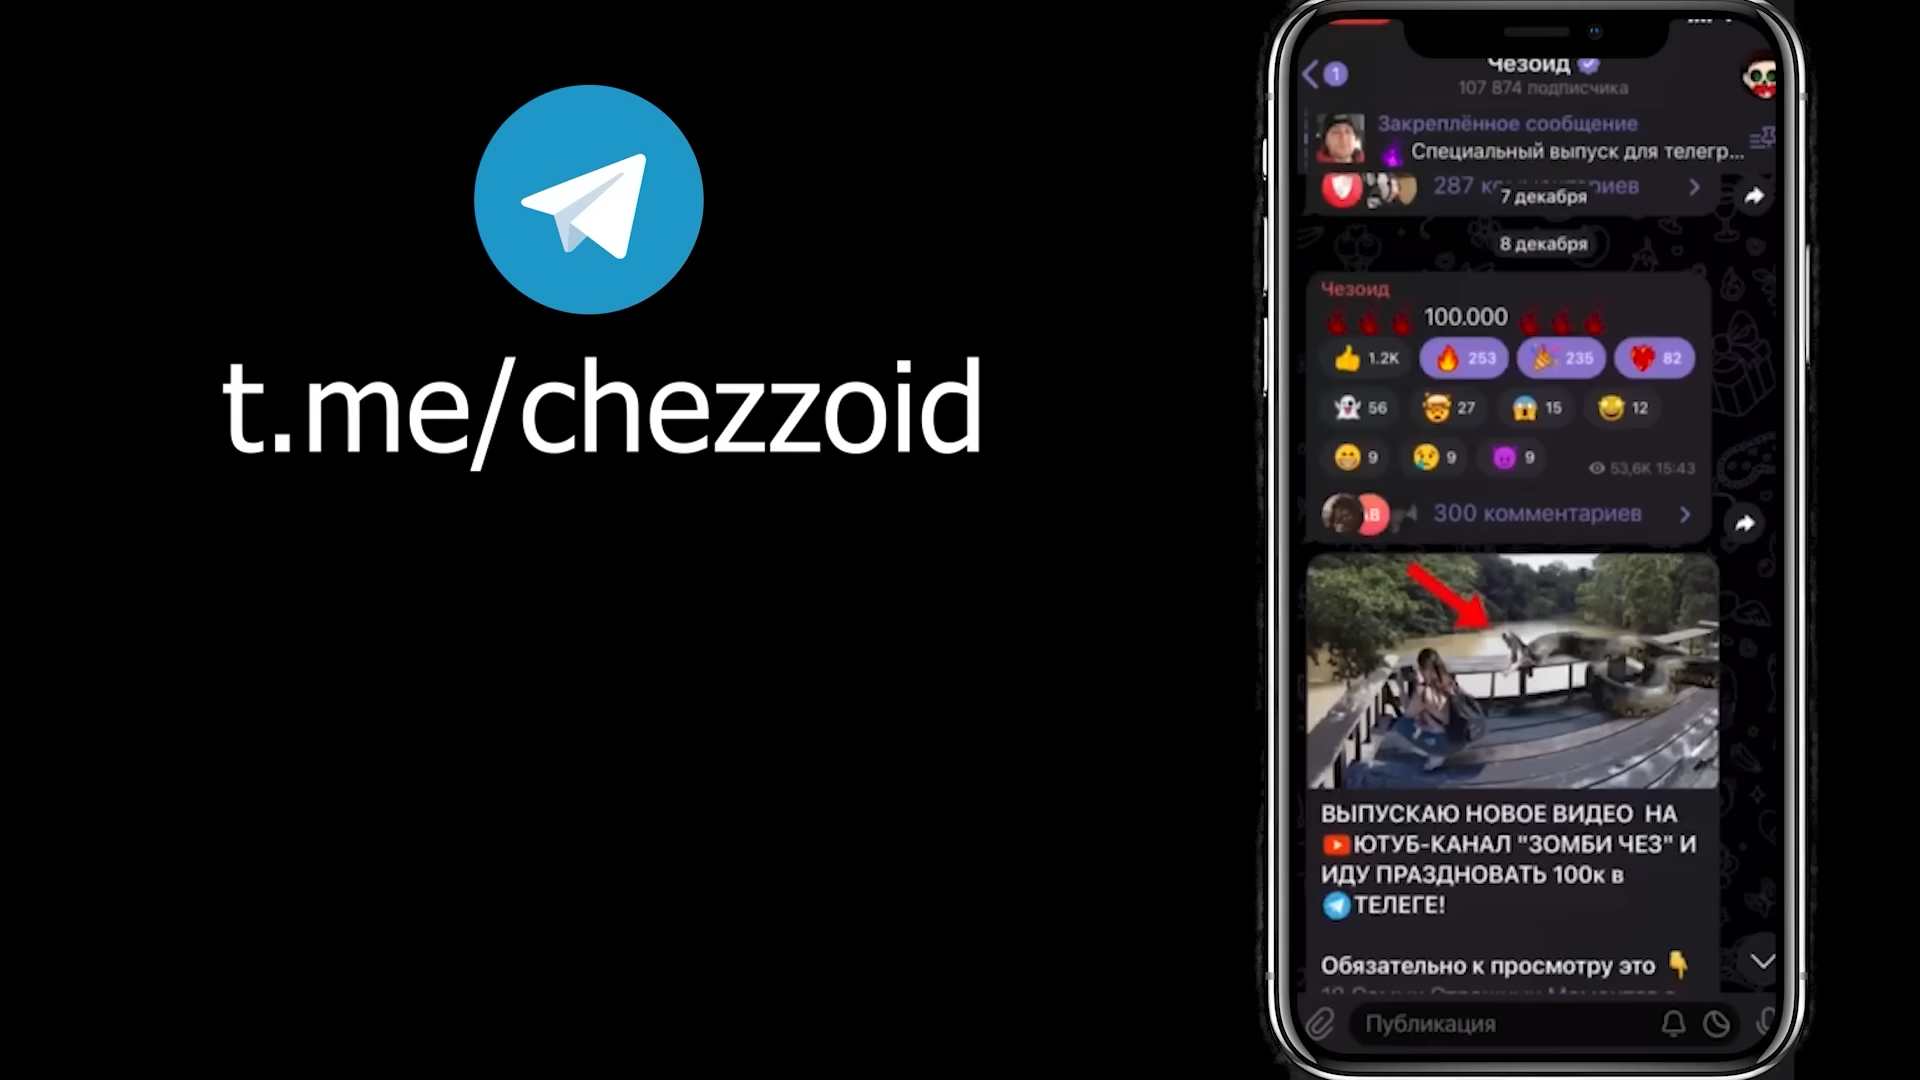 t.me/chezzoid
1
Чезоид
107 874 подписчика
Закреплённое сообщение
Специальный выпуск для телегр...
287
7 декабря
8 декабря
Чезоид
100.000
1.2K 253 235 82
56 27 15 12
9 9 9
53,6K 15:43
300 комментариев
ВЫПУСКАЮ НОВОЕ ВИДЕО НА
ЮТУБ-КАНАЛ "ЗОМБИ ЧЕЗ" И
ИДУ ПРАЗДНОВАТЬ 100к в
ТЕЛЕГЕ!
Обязательно к просмотру это
Публикация